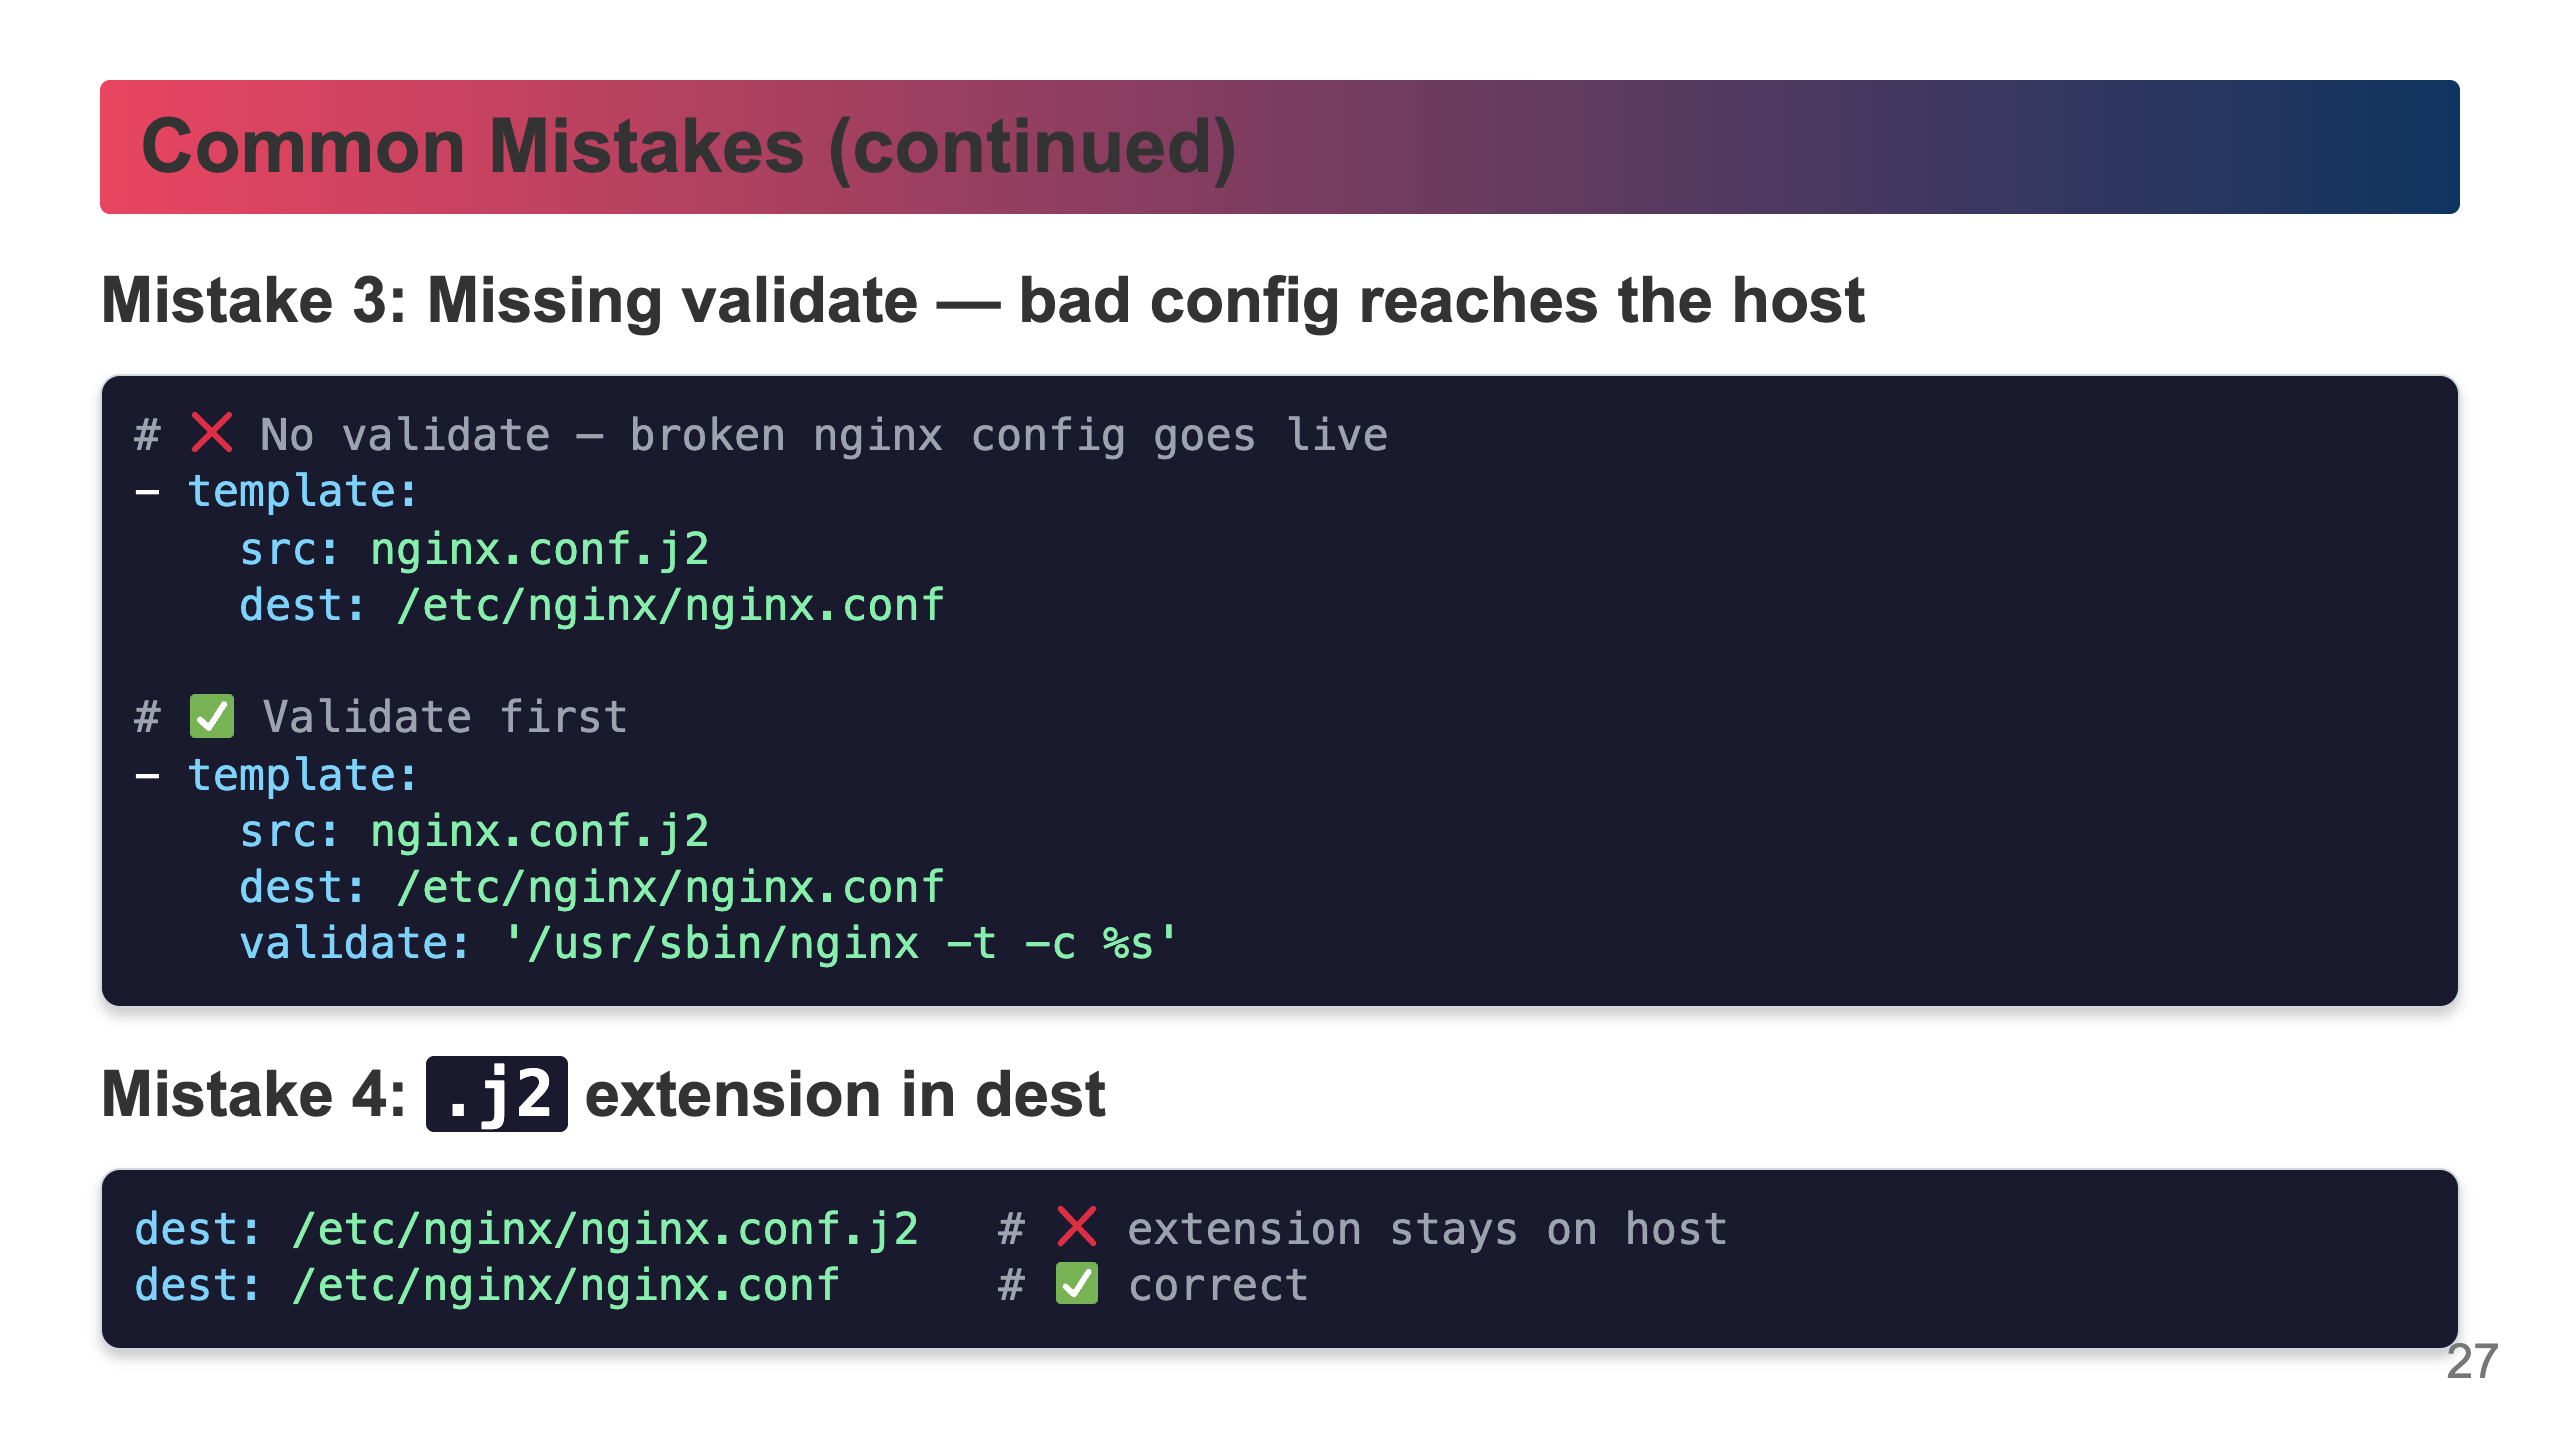 Common Mistakes (continued)
Mistake 3: Missing validate — bad config reaches the host
# ❌ No validate — broken nginx config goes live
- template:
    src: nginx.conf.j2
    dest: /etc/nginx/nginx.conf

# ✅ Validate first
- template:
    src: nginx.conf.j2
    dest: /etc/nginx/nginx.conf
    validate: '/usr/sbin/nginx -t -c %s'
Mistake 4: .j2 extension in dest
dest: /etc/nginx/nginx.conf.j2   # ❌ extension stays on host
dest: /etc/nginx/nginx.conf      # ✅ correct
27